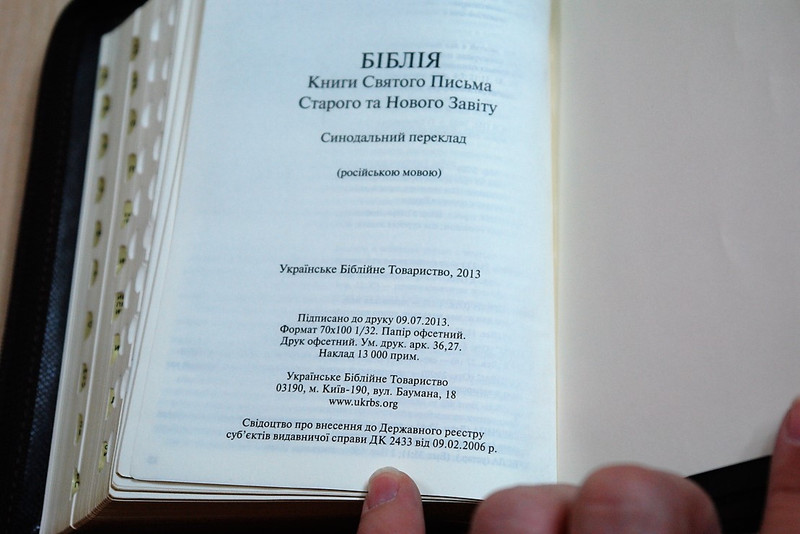 БІБЛІЯ
Книги Святого Письма
Старого та Нового Завіту
Синодальний переклад
(російською мовою)
Українське Біблійне Товариство, 2013
Підписано до друку 09.07.2013.
Формат 70х100 1/32. Папір офсетний.
Друк офсетний. Ум. друк. арк. 36,27.
Наклад 13 000 прим.
Українське Біблійне Товариство
03190, м. Київ-190, вул. Баумана, 18
www.ukrbs.org
Свідоцтво про внесення до Державного реєстру
суб'єктів видавничої справи ДК 2433 від 09.02.2006 р.